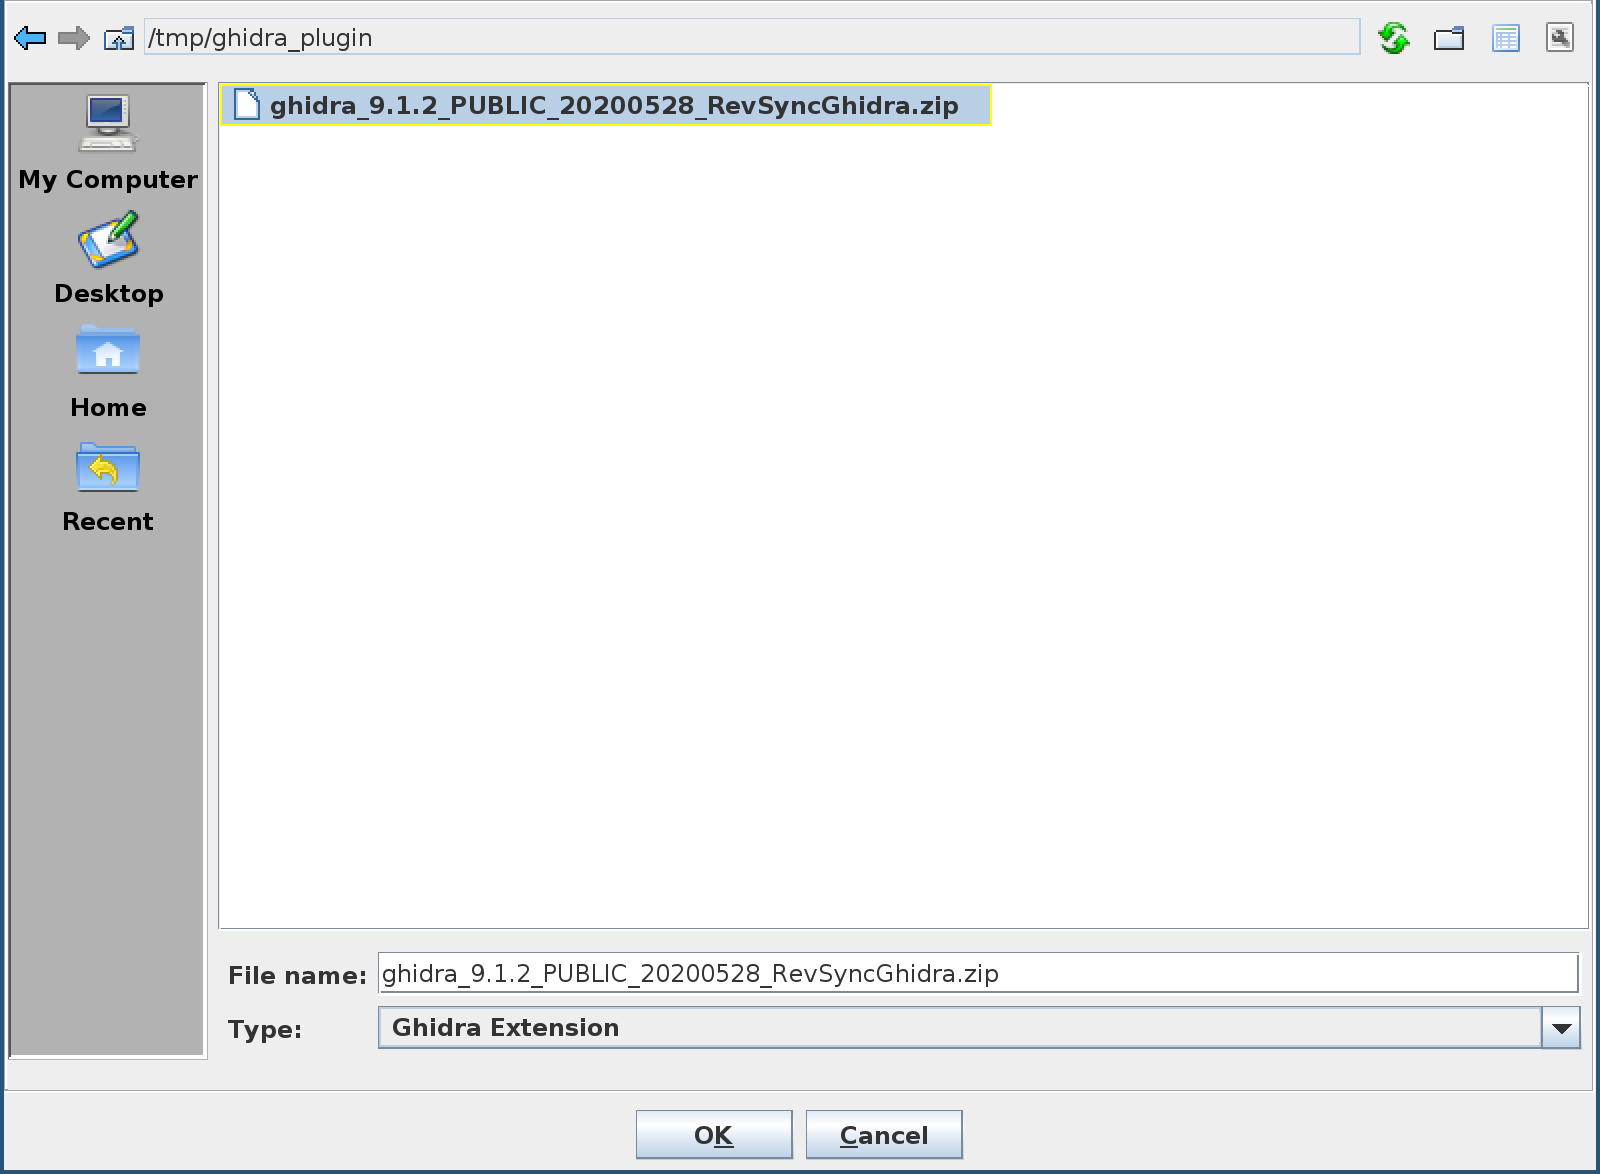 /tmp/ghidra_plugin
My Computer
Desktop
Home
Recent
ghidra_9.1.2_PUBLIC_20200528_RevSyncGhidra.zip
File name: ghidra_9.1.2_PUBLIC_20200528_RevSyncGhidra.zip
Type: Ghidra Extension
OK Cancel